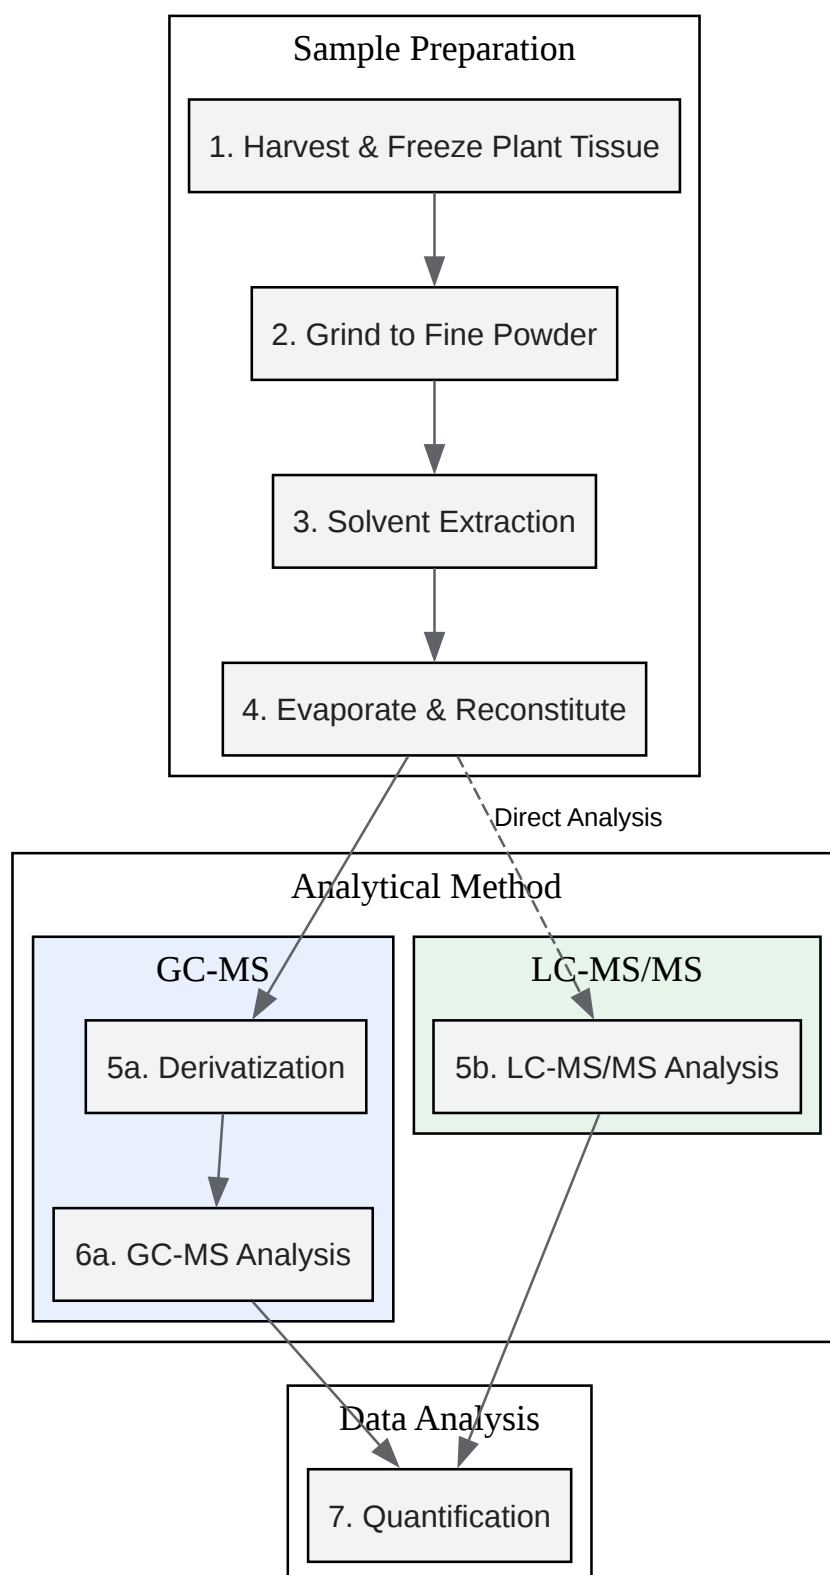 Sample Preparation
1. Harvest & Freeze Plant Tissue
2. Grind to Fine Powder
3. Solvent Extraction
4. Evaporate & Reconstitute
Direct Analysis
Analytical Method
GC-MS
LC-MS/MS
5a. Derivatization
5b. LC-MS/MS Analysis
6a. GC-MS Analysis
Data Analysis
7. Quantification